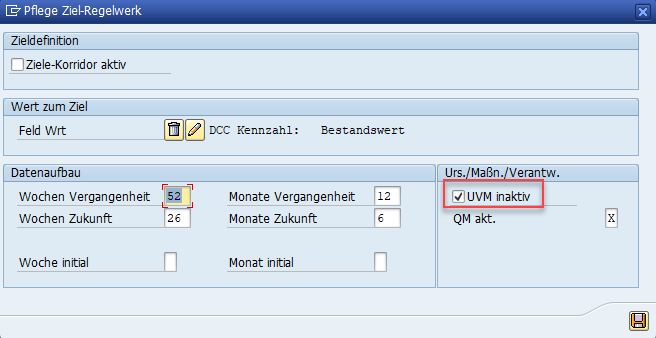 Pflege Ziel-Regelwerk
Zieldefinition
Ziele-Korridor aktiv
Wert zum Ziel
Feld Wrt DCC Kennzahl: Bestandswert
Datenaufbau
Wochen Vergangenheit 52 Monate Vergangenheit 12
Wochen Zukunft 26 Monate Zukunft 6
Woche initial Monat initial
Urs./Maßn./Verantw.
UVM inaktiv
QM akt. X